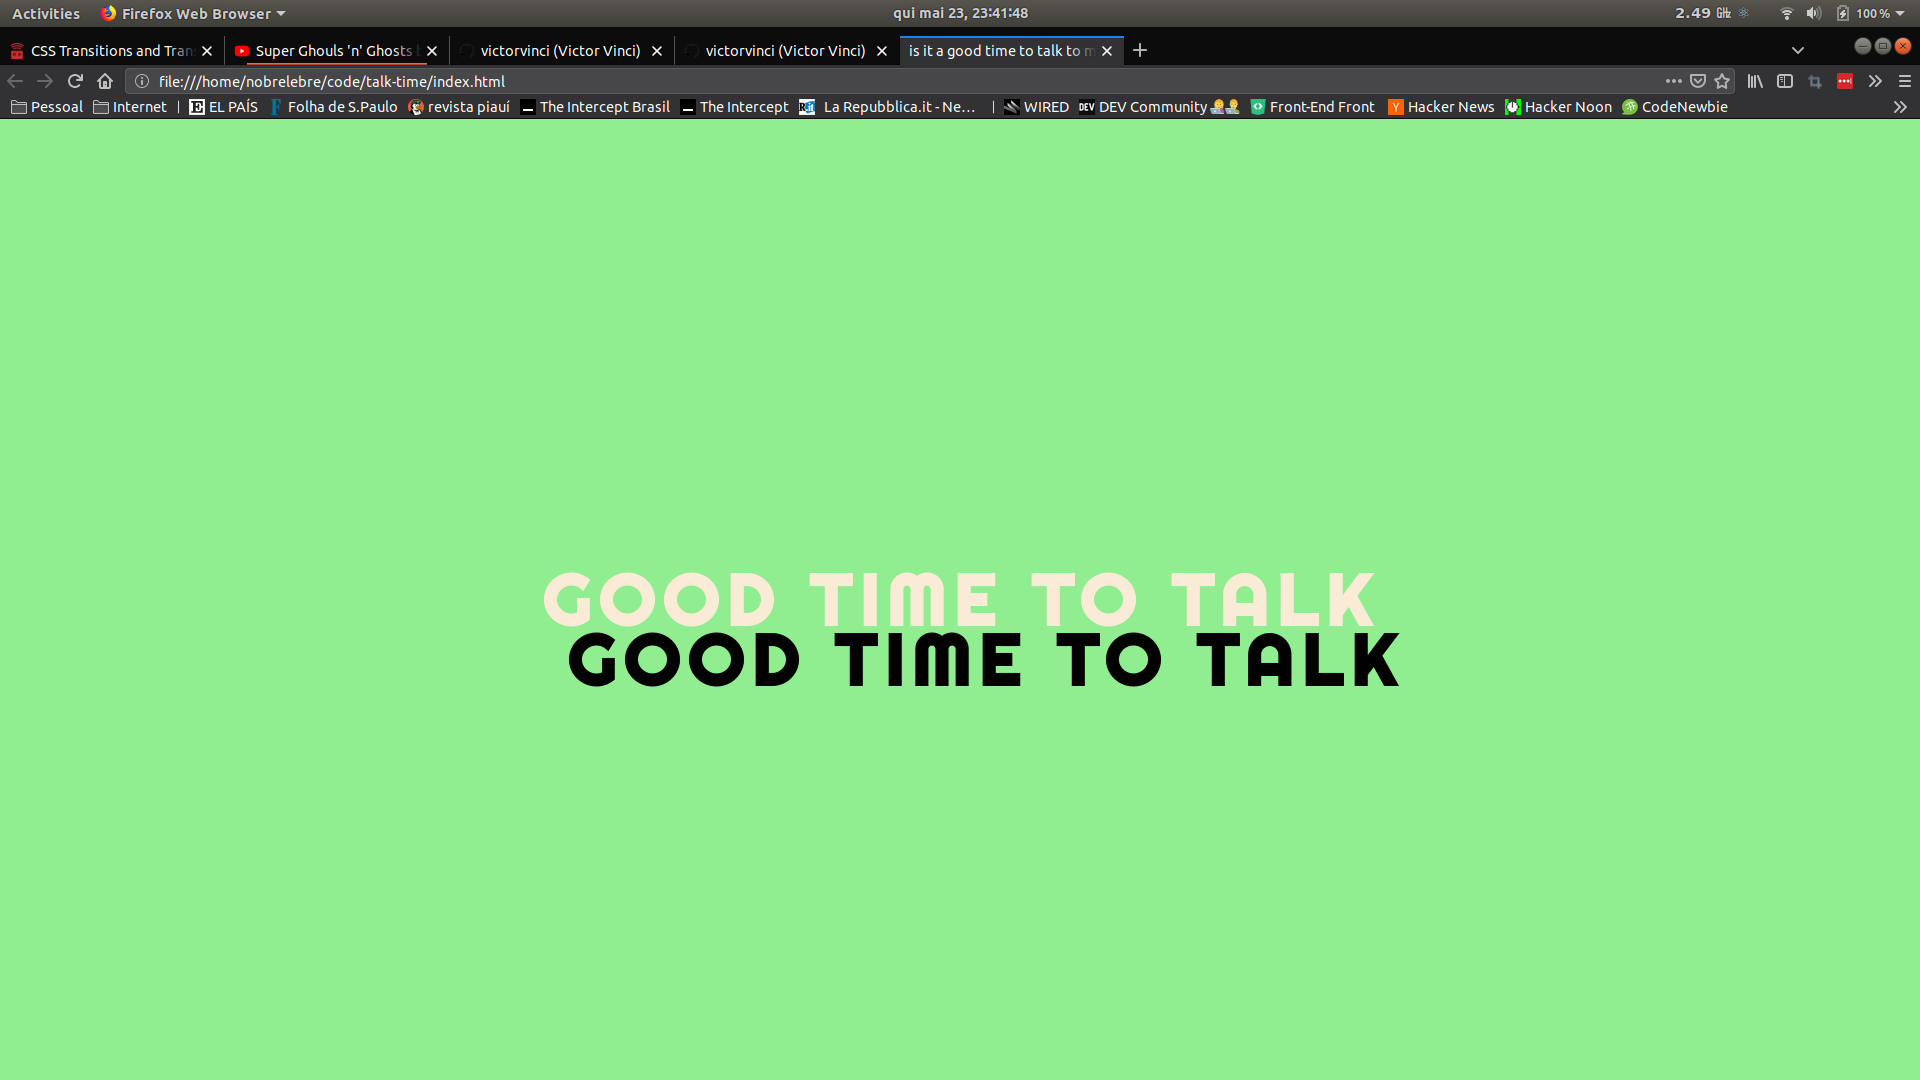 Activities Firefox Web Browser qui mai 23, 23:41:48 2.49 GHz 100 %
CSS Transitions and Tran Super Ghouls 'n' Ghosts victorvinci (Victor Vinci) victorvinci (Victor Vinci) is it a good time to talk to m
file:///home/nobrelebre/code/talk-time/index.html
Pessoal Internet | EL PAÍS Folha de S.Paulo revista piauí The Intercept Brasil The Intercept La Repubblica.it - Ne… | WIRED DEV DEV Community Front-End Front Hacker News Hacker Noon CodeNewbie
GOOD TIME TO TALK
GOOD TIME TO TALK